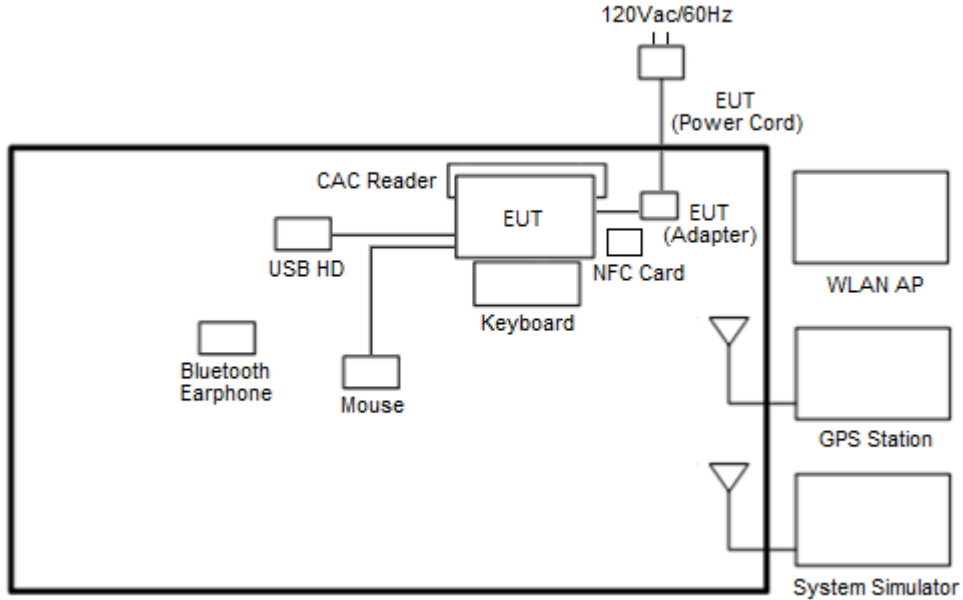 120Vac/60Hz
EUT
(Power Cord)
CAC Reader
EUT
EUT
(Adapter)
USB HD
NFC Card
WLAN AP
Keyboard
Bluetooth
Earphone
Mouse
GPS Station
System Simulator